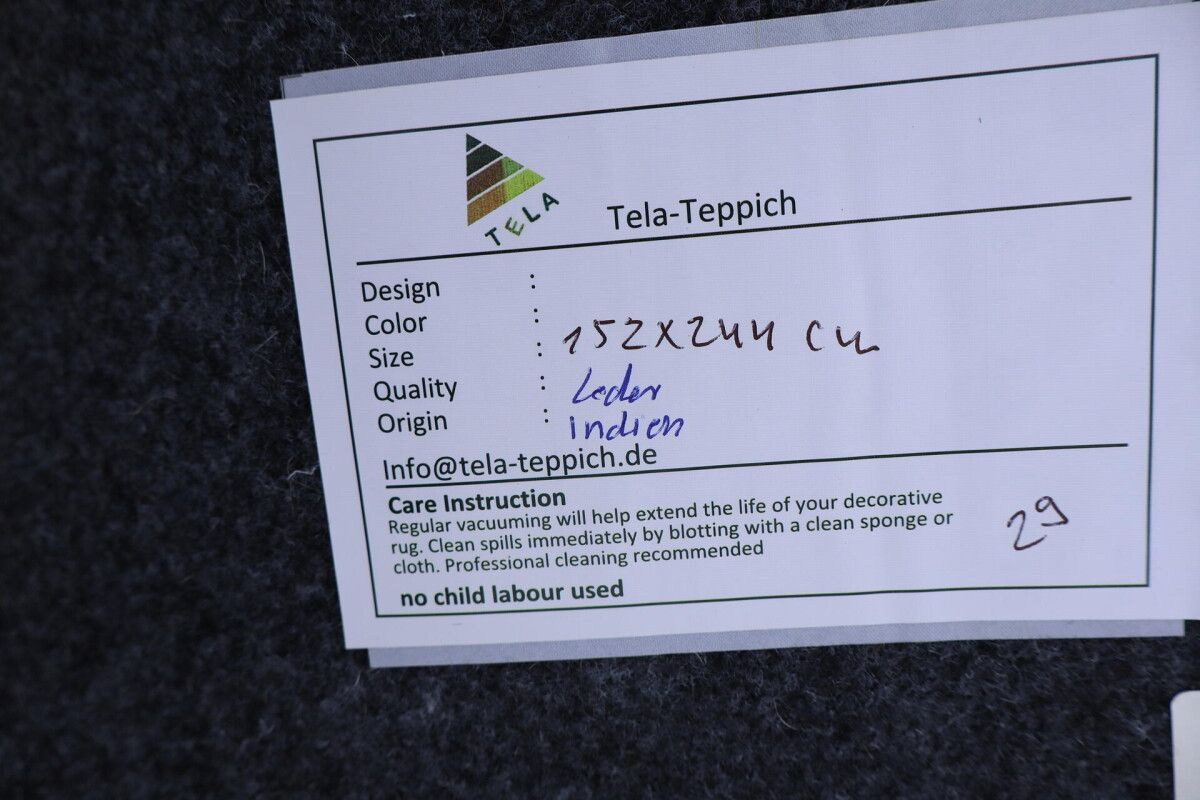 TELA
Tela-Teppich
Design :
Color :
Size : 152x244 cm
Quality : Leder
Origin : indien
Info@tela-teppich.de
Care Instruction
Regular vacuuming will help extend the life of your decorative
rug. Clean spills immediately by blotting with a clean sponge or
cloth. Professional cleaning recommended
29
no child labour used